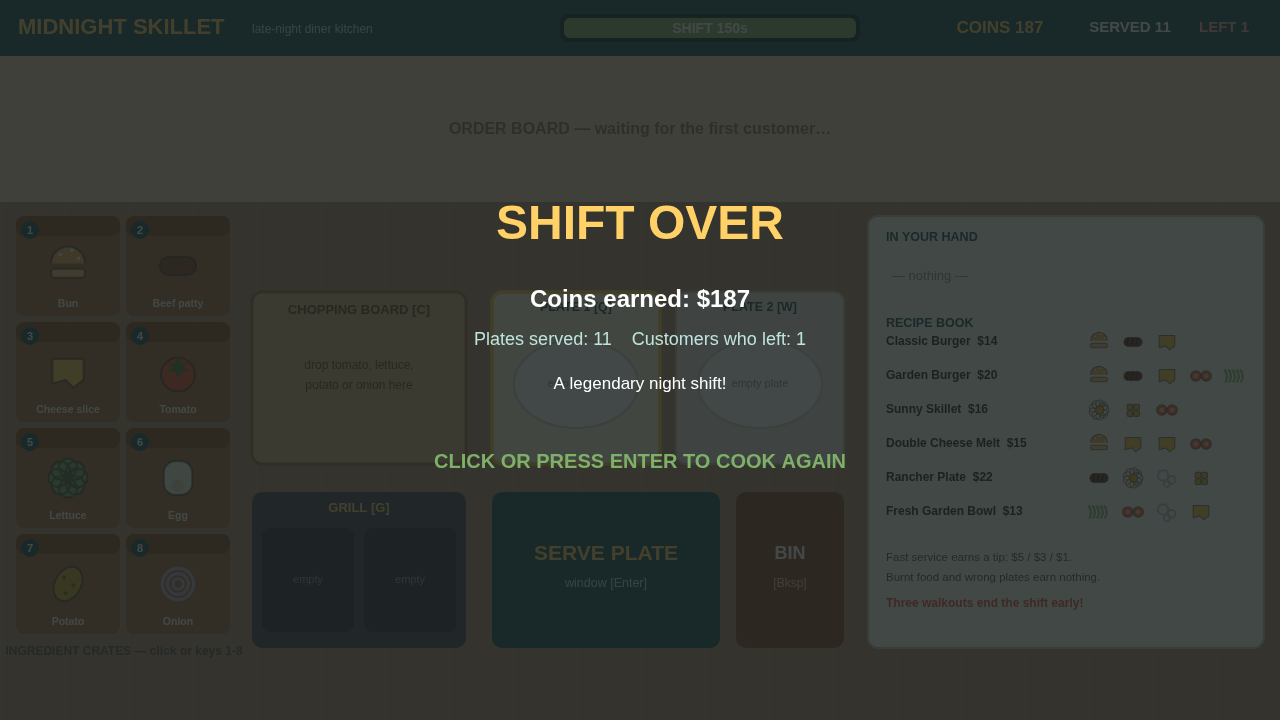 MIDNIGHT SKILLET late-night diner kitchen SHIFT 150s COINS 187 SERVED 11 LEFT 1
ORDER BOARD — waiting for the first customer…
SHIFT OVER
Coins earned: $187
Plates served: 11 Customers who left: 1
A legendary night shift!
CLICK OR PRESS ENTER TO COOK AGAIN
1
Bun
2
Beef patty
3
Cheese slice
4
Tomato
5
Lettuce
6
Egg
7
Potato
8
Onion
INGREDIENT CRATES — click or keys 1-8
CHOPPING BOARD [C]
drop tomato, lettuce,
potato or onion here
PLATE 1 [Q]
PLATE 2 [W]
empty plate
GRILL [G]
empty
empty
SERVE PLATE
window [Enter]
BIN
[Bksp]
IN YOUR HAND
— nothing —
RECIPE BOOK
Classic Burger $14
Garden Burger $20
Sunny Skillet $16
Double Cheese Melt $15
Rancher Plate $22
Fresh Garden Bowl $13
Fast service earns a tip: $5 / $3 / $1.
Burnt food and wrong plates earn nothing.
Three walkouts end the shift early!